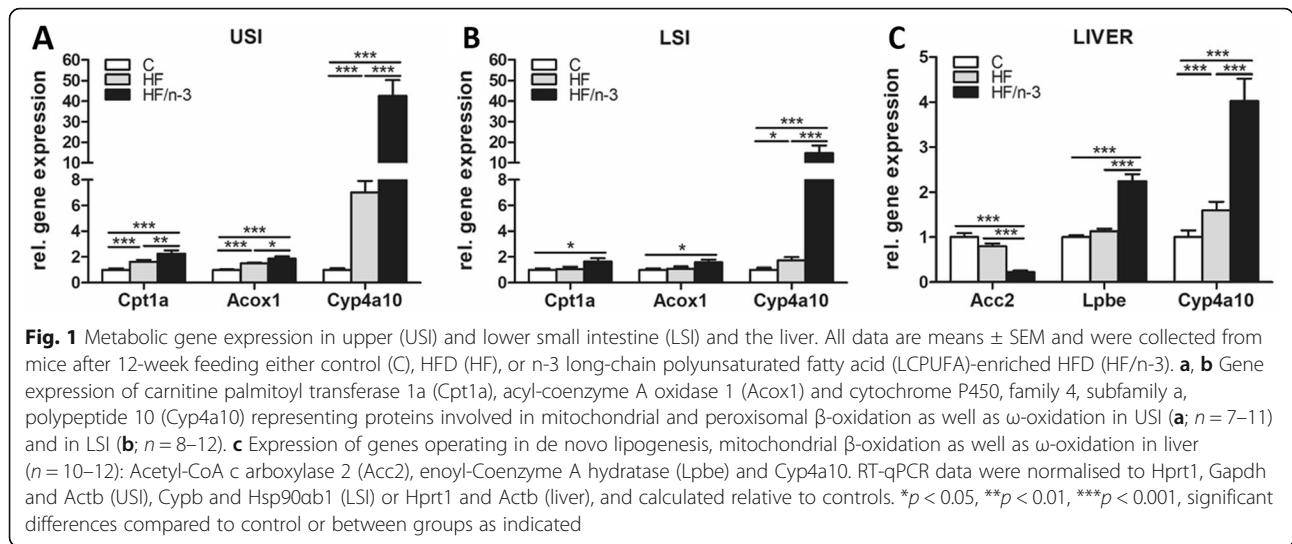 A
USI
C
HF
HF/n-3
rel. gene expression
60
50
40
30
20
10
8
6
4
2
0
***
***
**
***
***
*
***
***
***
Cpt1a
Acox1
Cyp4a10
B
LSI
C
HF
HF/n-3
rel. gene expression
60
50
40
30
20
10
8
6
4
2
0
*
*
***
*
***
Cpt1a
Acox1
Cyp4a10
C
LIVER
C
HF
HF/n-3
rel. gene expression
5
4
3
2
1
0
***
***
***
***
***
***
***
Acc2
Lpbe
Cyp4a10
Fig. 1 Metabolic gene expression in upper (USI) and lower small intestine (LSI) and the liver. All data are means ± SEM and were collected from
mice after 12-week feeding either control (C), HFD (HF), or n-3 long-chain polyunsaturated fatty acid (LCPUFA)-enriched HFD (HF/n-3). a, b Gene
expression of carnitine palmitoyl transferase 1a (Cpt1a), acyl-coenzyme A oxidase 1 (Acox1) and cytochrome P450, family 4, subfamily a,
polypeptide 10 (Cyp4a10) representing proteins involved in mitochondrial and peroxisomal β-oxidation as well as ω-oxidation in USI (a; n = 7–11)
and in LSI (b; n = 8–12). c Expression of genes operating in de novo lipogenesis, mitochondrial β-oxidation as well as ω-oxidation in liver
(n = 10–12): Acetyl-CoA c arboxylase 2 (Acc2), enoyl-Coenzyme A hydratase (Lpbe) and Cyp4a10. RT-qPCR data were normalised to Hprt1, Gapdh
and Actb (USI), Cypb and Hsp90αb1 (LSI) or Hprt1 and Actb (liver), and calculated relative to controls. *p < 0.05, **p < 0.01, ***p < 0.001, significant
differences compared to control or between groups as indicated